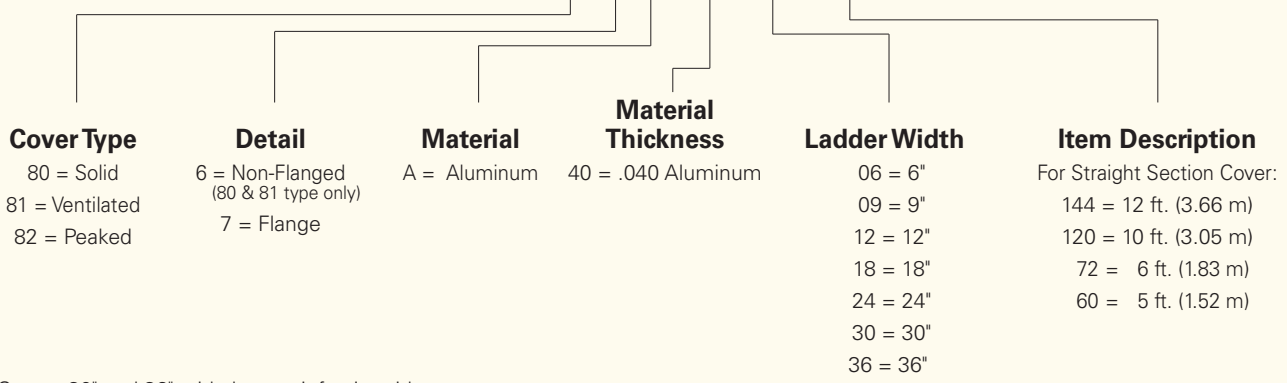 Cover Type
80 = Solid
81 = Ventilated
82 = Peaked
Detail
6 = Non-Flanged
(80 & 81 type only)
7 = Flange
Material
A = Aluminum
Material
Thickness
40 = .040 Aluminum
Ladder Width
06 = 6"
09 = 9"
12 = 12"
18 = 18"
24 = 24"
30 = 30"
36 = 36"
Item Description
For Straight Section Cover:
144 = 12 ft. (3.66 m)
120 = 10 ft. (3.05 m)
72 = 6 ft. (1.83 m)
60 = 5 ft. (1.52 m)